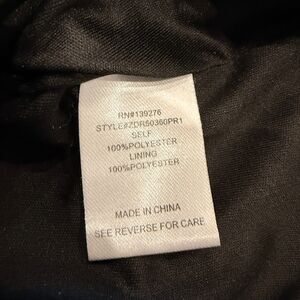 RN#139276
STYLE#ZDR50360PR1
SELF
100%POLYESTER
LINING
100%POLYESTER
MADE IN CHINA
SEE REVERSE FOR CARE